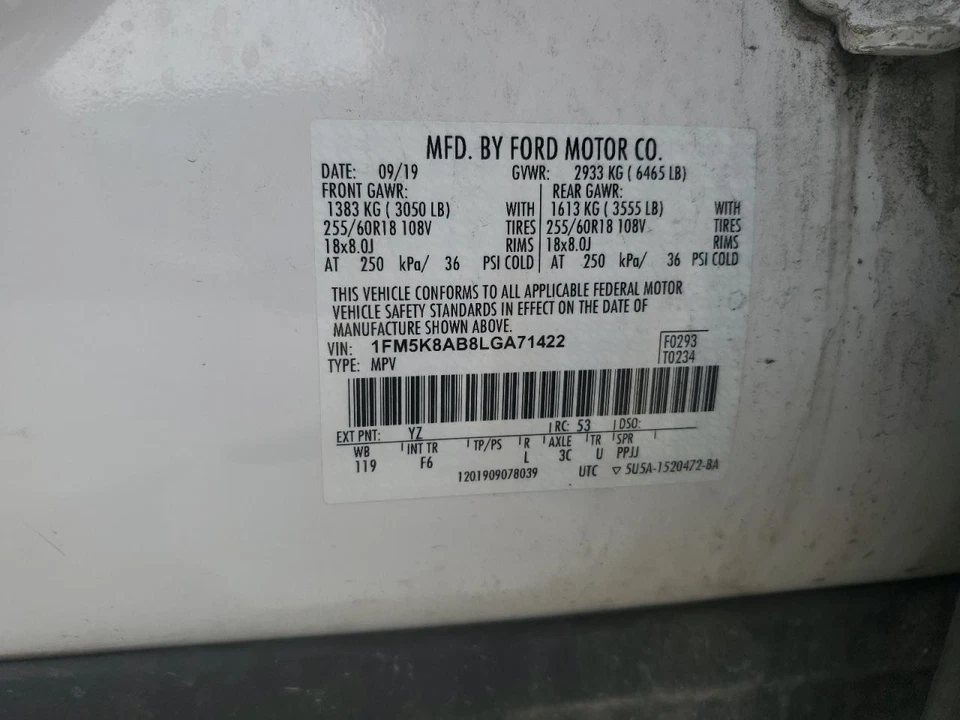 MFD. BY FORD MOTOR CO.
DATE: 09/19 GVWR: 2933 KG ( 6465 LB)
FRONT GAWR: REAR GAWR:
1383 KG ( 3050 LB) WITH 1613 KG ( 3555 LB) WITH
255/60R18 108V TIRES 255/60R18 108V TIRES
18x8.0J RIMS 18x8.0J RIMS
AT 250 kPa/ 36 PSI COLD AT 250 kPa/ 36 PSI COLD
THIS VEHICLE CONFORMS TO ALL APPLICABLE FEDERAL MOTOR
VEHICLE SAFETY STANDARDS IN EFFECT ON THE DATE OF
MANUFACTURE SHOWN ABOVE.
VIN: 1FM5K8AB8LGA71422 F0293
TYPE: MPV T0234
EXT PNT: YZ RC: 53 DSO:
WB INT TR TP/PS R AXLE TR SPR
119 F6 L 3C U PPJJ
1201909078039 UTC ▽ 5U5A-1520472-BA